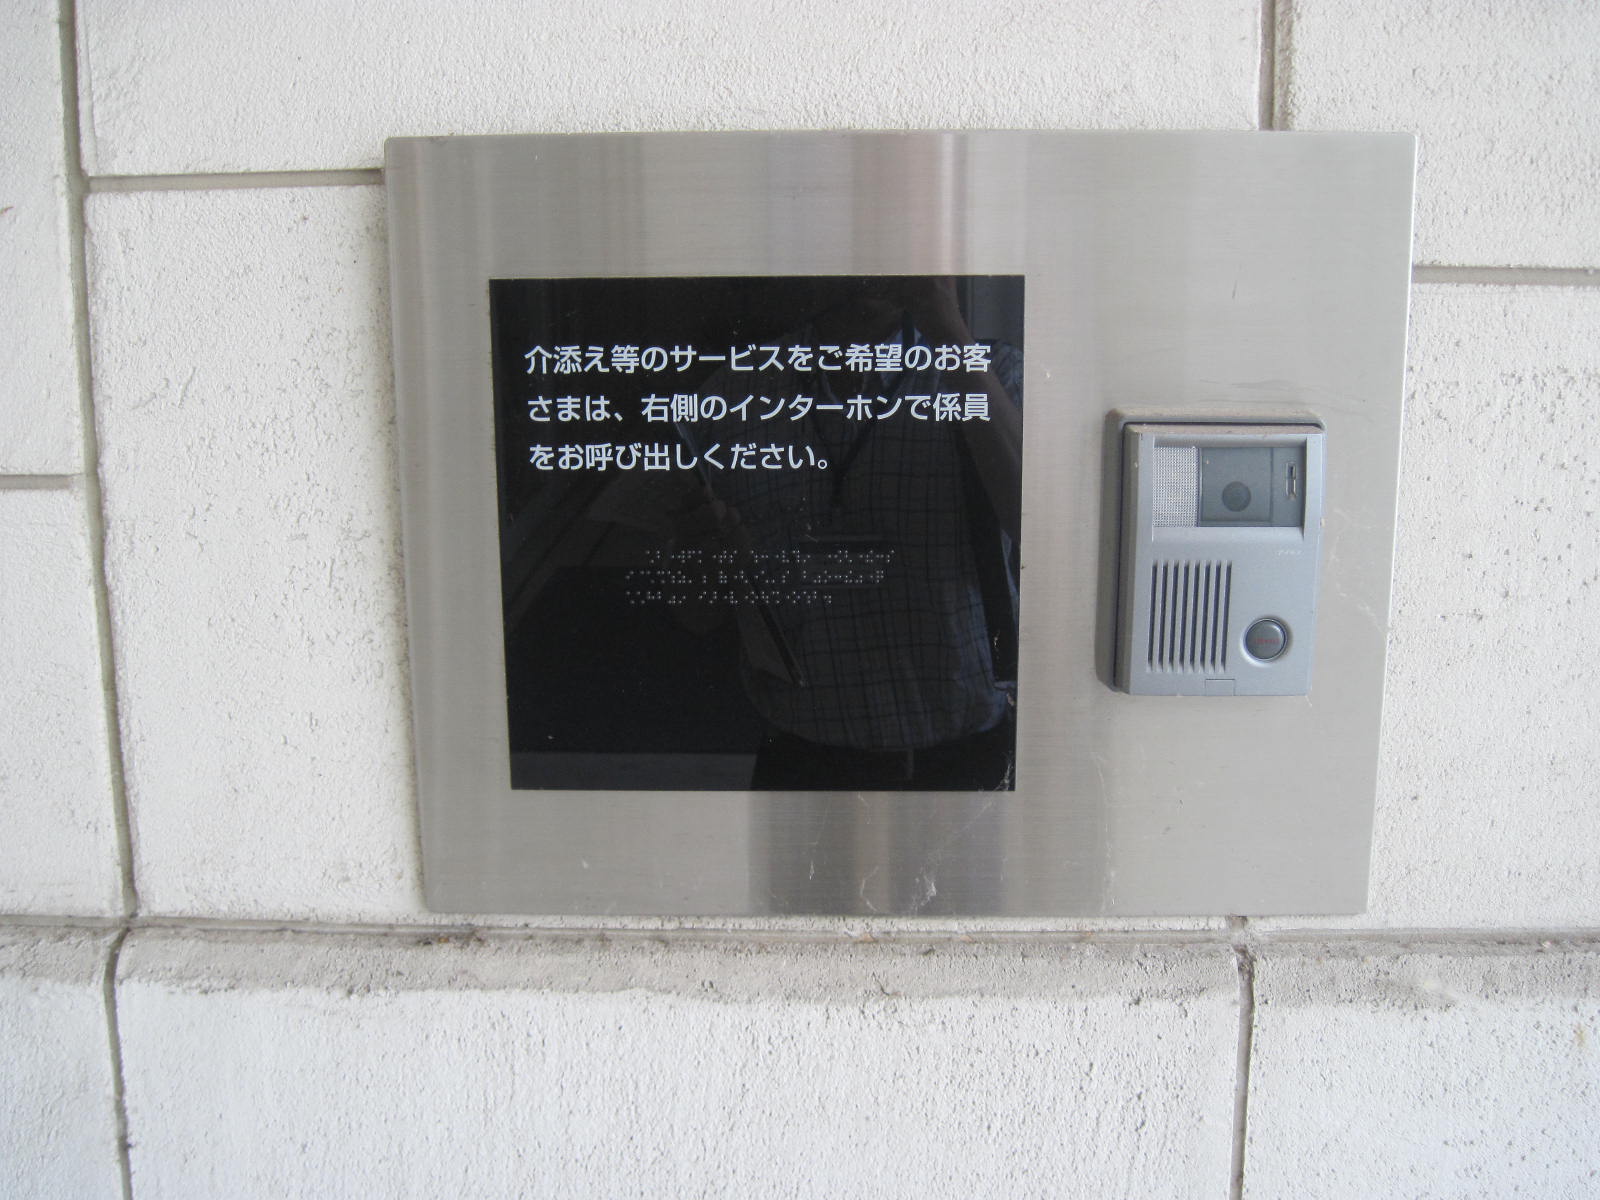 介添え等のサービスをご希望のお客
さまは、右側のインターホンで係員
をお呼び出しください。